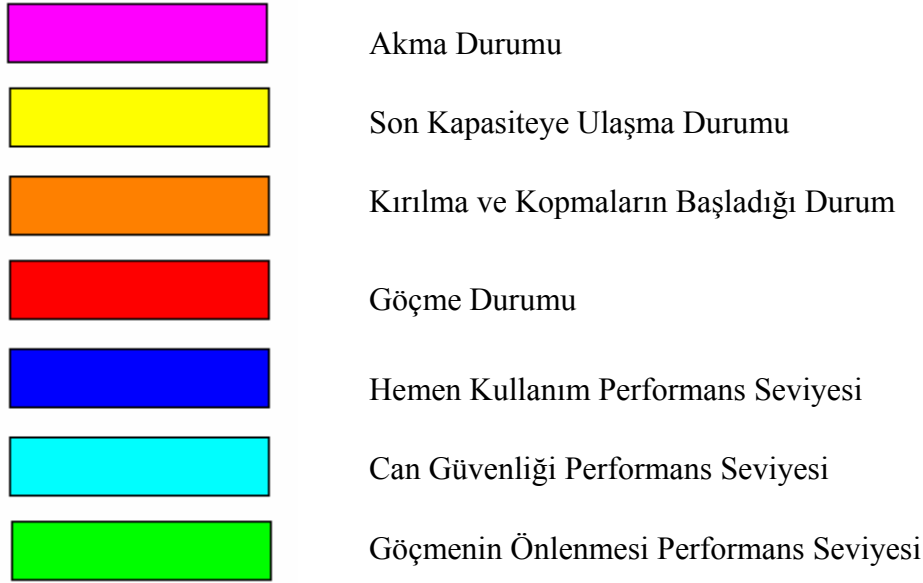 Akma Durumu
Son Kapasiteye Ulaşma Durumu
Kırılma ve Kopmaların Başladığı Durum
Göçme Durumu
Hemen Kullanım Performans Seviyesi
Can Güvenliği Performans Seviyesi
Göçmenin Önlenmesi Performans Seviyesi